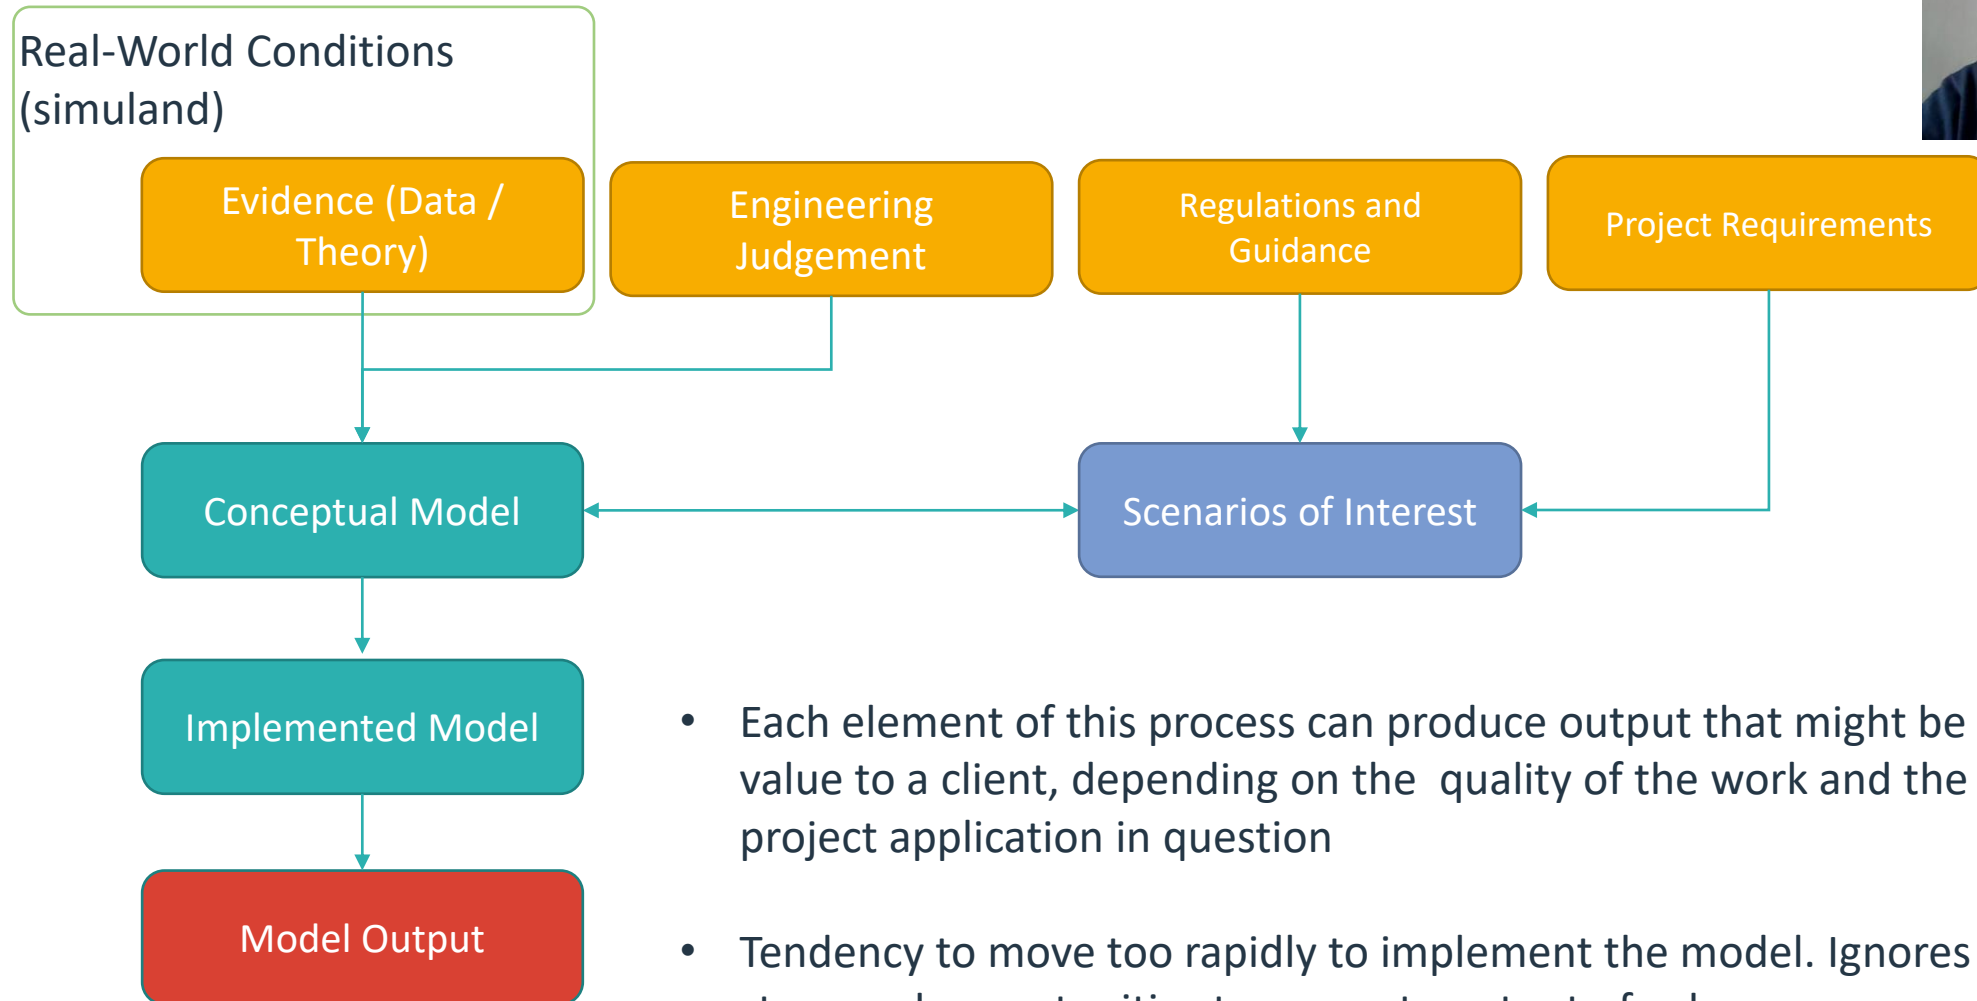 Real-World Conditions
(simuland)
Evidence (Data /
Theory)
Engineering
Judgement
Regulations and
Guidance
Project Requirements
Conceptual Model
Scenarios of Interest
Implemented Model
Model Output
• Each element of this process can produce output that might be
value to a client, depending on the  quality of the work and the
project application in question
• Tendency to move too rapidly to implement the model. Ignores